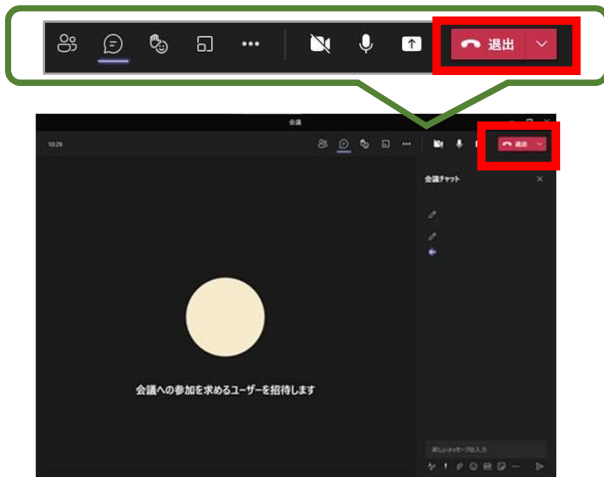 退出
会議
10:29
退出
会議チャット
会議への参加を求めるユーザーを招待します
新しいメッセージの入力